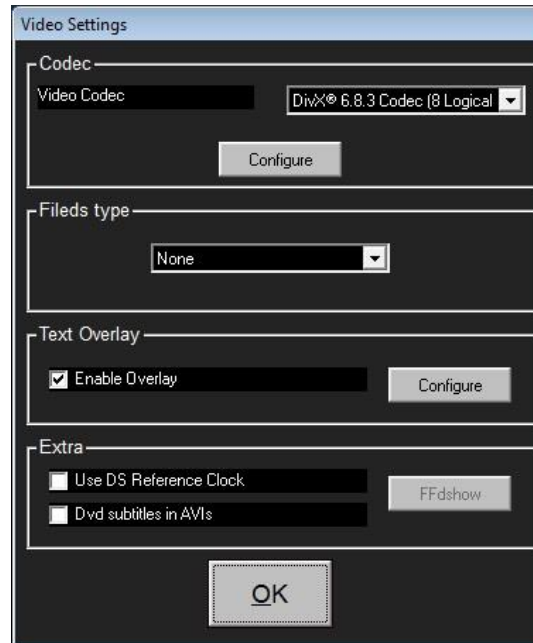 Video Settings
Codec
Video Codec
DivX® 6.8.3 Codec (8 Logical
Configure
Fileds type
None
Text Overlay
Enable Overlay
Configure
Extra
Use DS Reference Clock
FFdshow
Dvd subtitles in AVIs
OK